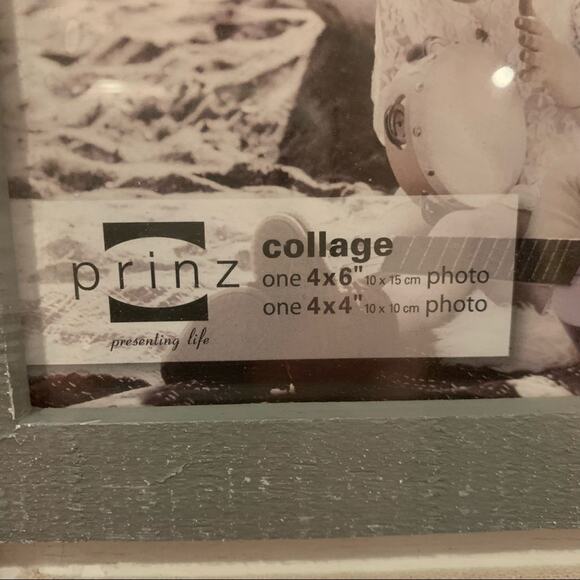 prinz
presenting life
collage
one 4x6" 10 x 15 cm photo
one 4x4" 10 x 10 cm photo